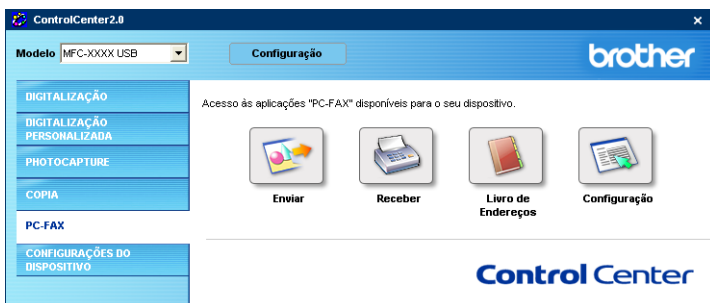 ControlCenter2.0
Modelo MFC-XXXX USB Configuração
brother
DIGITALIZAÇÃO
DIGITALIZAÇÃO
PERSONALIZADA
PHOTOCAPTURE
COPIA
PC-FAX
CONFIGURAÇÕES DO
DISPOSITIVO
Acesso às aplicações "PC-FAX" disponíveis para o seu dispositivo.
Enviar Receber Livro de Configuração
Endereços
Control Center